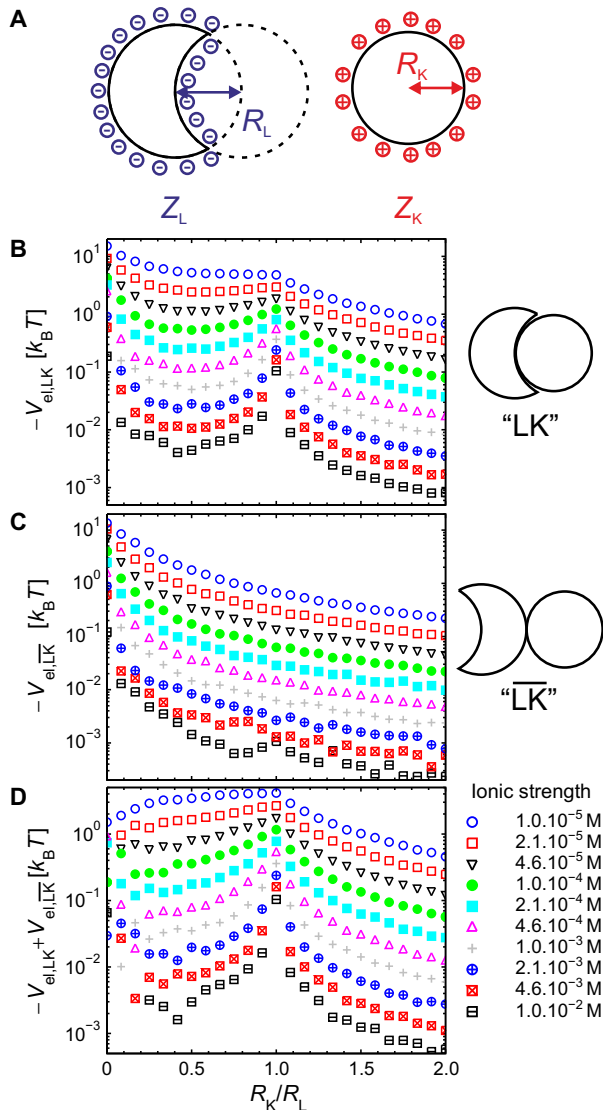 A
R_L
R_K
Z_L
Z_K
B
10^1
10^0
10^-1
10^-2
10^-3
−V_el,LK [k_B T]
"LK"
C
10^1
10^0
10^-1
10^-2
10^-3
−V_el,L̅K̅ [k_B T]
"L̅K̅"
D
10^0
10^-1
10^-2
10^-3
−V_el,LK+V_el,L̅K̅ [k_B T]
0
0.5
1.0
1.5
2.0
R_K/R_L
Ionic strength
1.0.10^-5 M
2.1.10^-5 M
4.6.10^-5 M
1.0.10^-4 M
2.1.10^-4 M
4.6.10^-4 M
1.0.10^-3 M
2.1.10^-3 M
4.6.10^-3 M
1.0.10^-2 M